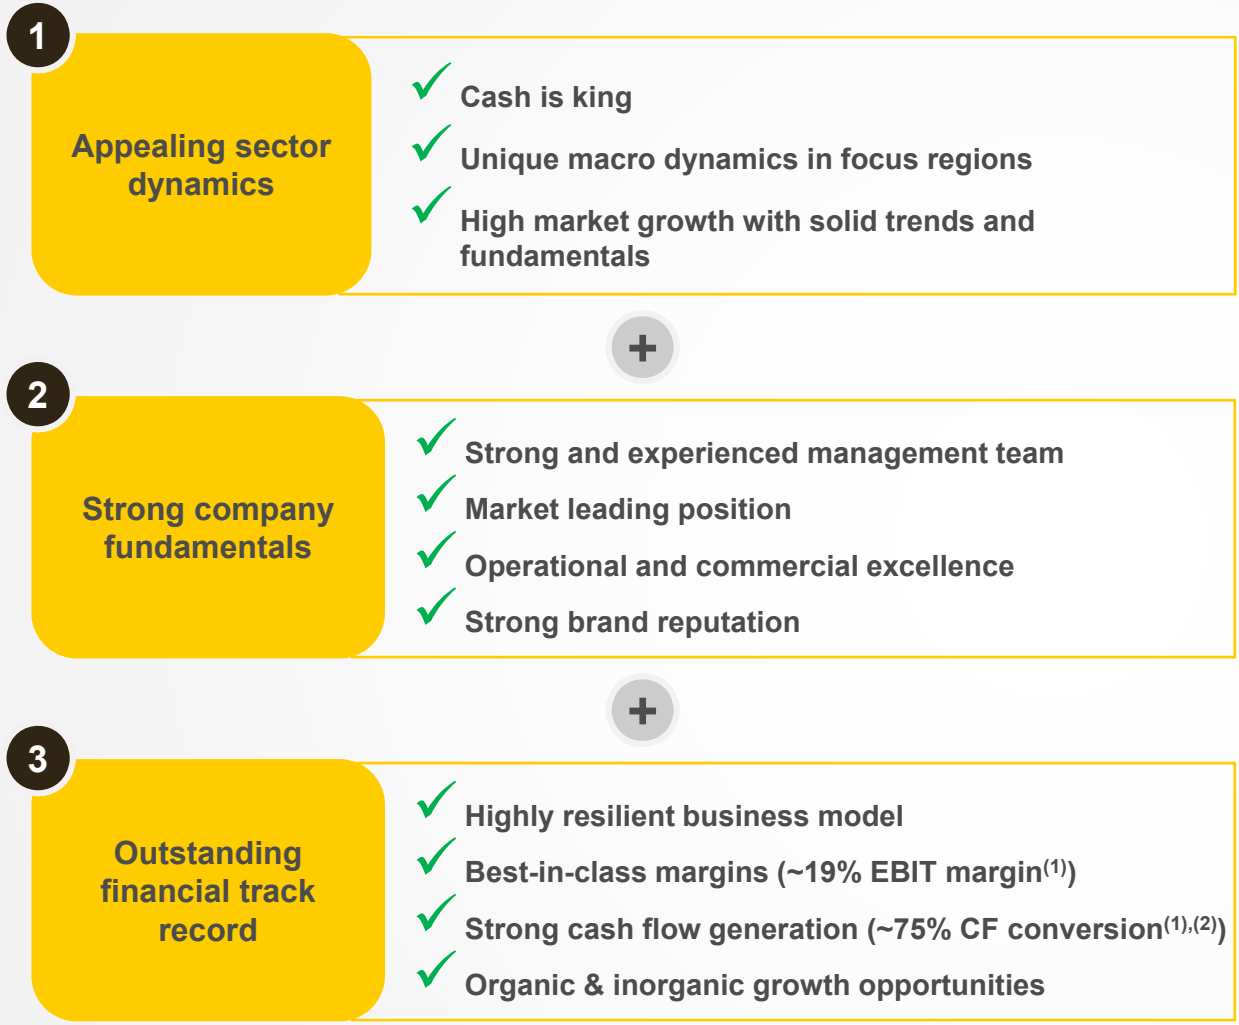 1
Appealing sector
dynamics
Cash is king
Unique macro dynamics in focus regions
High market growth with solid trends and
fundamentals
+
2
Strong company
fundamentals
Strong and experienced management team
Market leading position
Operational and commercial excellence
Strong brand reputation
+
3
Outstanding
financial track
record
Highly resilient business model
Best-in-class margins (~19% EBIT margin(1))
Strong cash flow generation (~75% CF conversion(1),(2))
Organic & inorganic growth opportunities